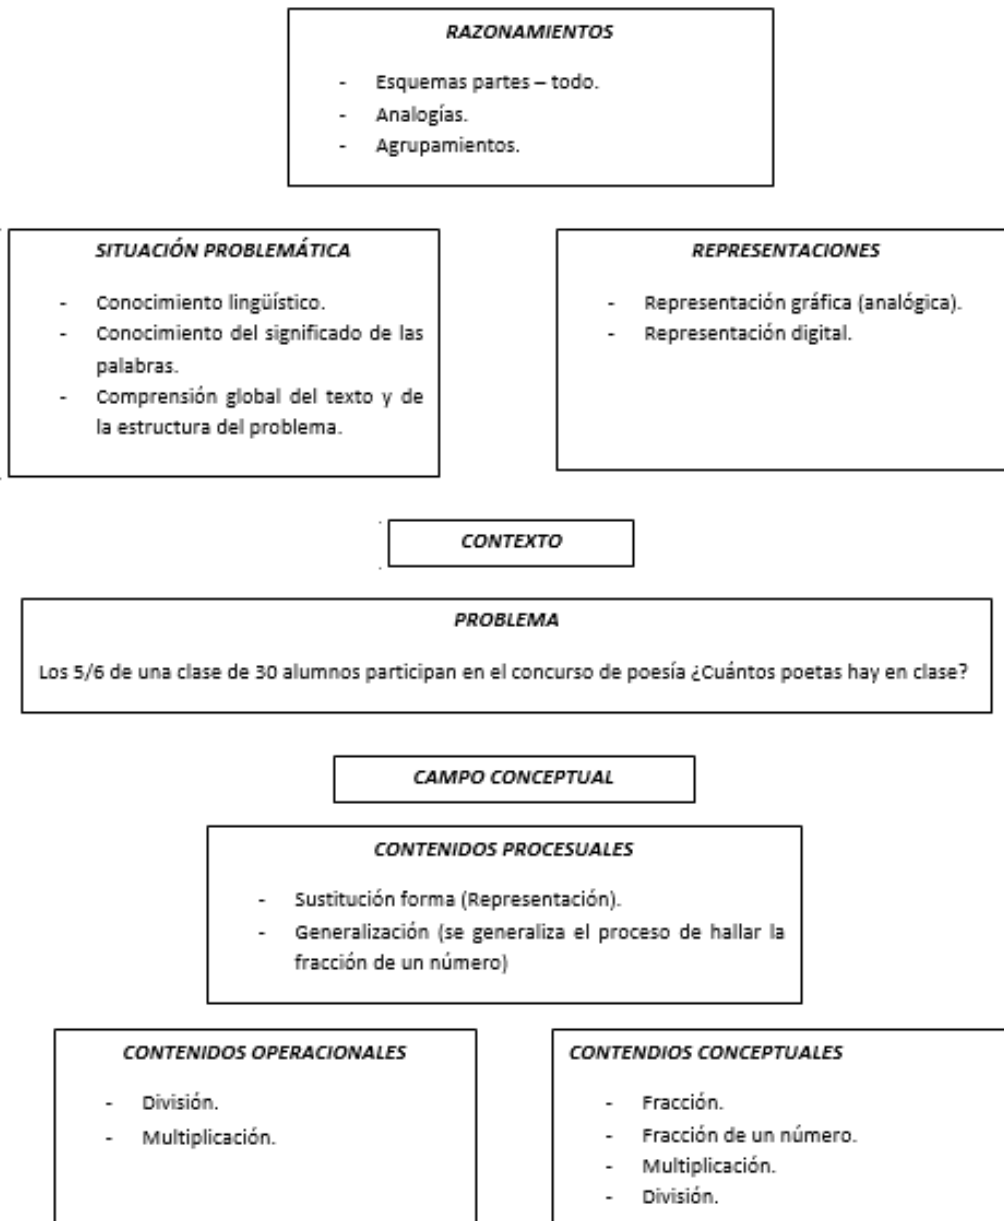 RAZONAMIENTOS
- Esquemas partes – todo.
- Analogías.
- Agrupamientos.
SITUACIÓN PROBLEMÁTICA
- Conocimiento lingüístico.
- Conocimiento del significado de las
palabras.
- Comprensión global del texto y de
la estructura del problema.
REPRESENTACIONES
- Representación gráfica (analógica).
- Representación digital.
CONTEXTO
PROBLEMA
Los 5/6 de una clase de 30 alumnos participan en el concurso de poesía ¿Cuántos poetas hay en clase?
CAMPO CONCEPTUAL
CONTENIDOS PROCESUALES
- Sustitución forma (Representación).
- Generalización (se generaliza el proceso de hallar la
fracción de un número)
CONTENIDOS OPERACIONALES
- División.
- Multiplicación.
CONTENDIOS CONCEPTUALES
- Fracción.
- Fracción de un número.
- Multiplicación.
- División.